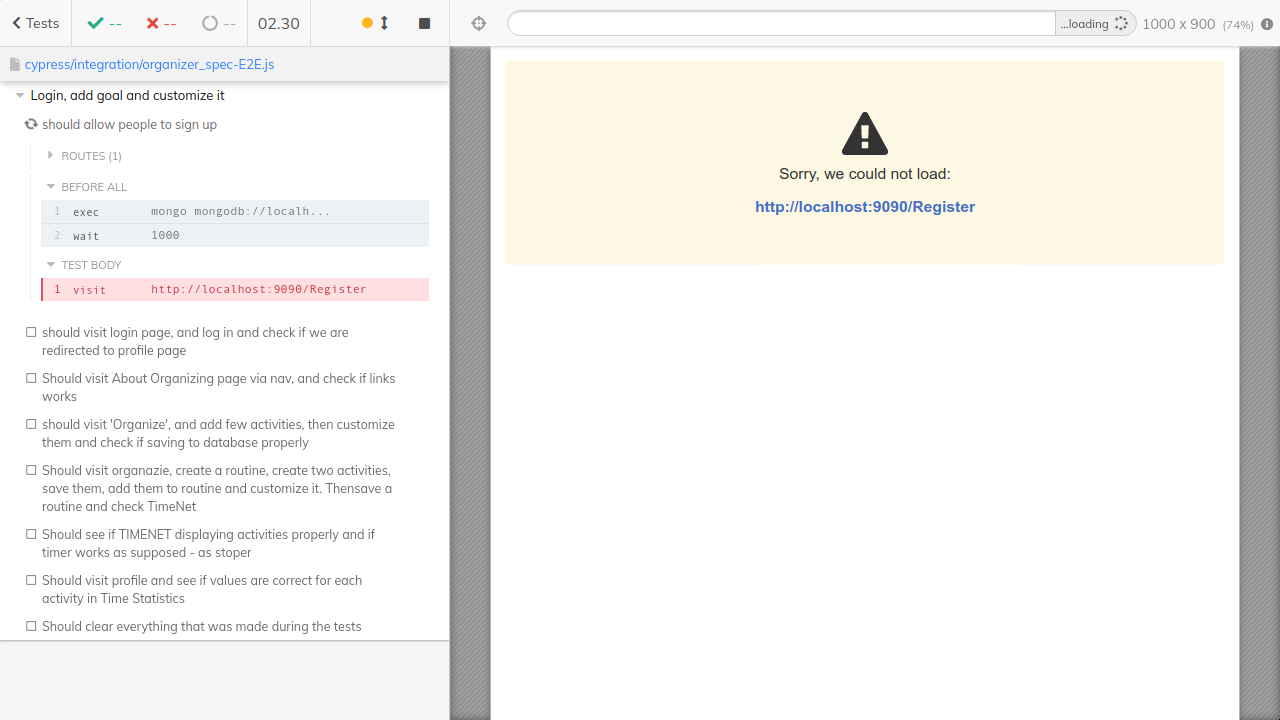 Tests
--
--
--
02.30
...loading
1000 x 900 (74%)
cypress/integration/organizer_spec-E2E.js
Login, add goal and customize it
should allow people to sign up
ROUTES (1)
BEFORE ALL
1 exec mongo mongodb://localh...
2 wait 1000
TEST BODY
1 visit http://localhost:9090/Register
should visit login page, and log in and check if we are
redirected to profile page
Should visit About Organizing page via nav, and check if links
works
should visit 'Organize', and add few activities, then customize
them and check if saving to database properly
Should visit organazie, create a routine, create two activities,
save them, add them to routine and customize it. Thensave a
routine and check TimeNet
Should see if TIMENET displaying activities properly and if
timer works as supposed - as stoper
Should visit profile and see if values are correct for each
activity in Time Statistics
Should clear everything that was made during the tests
Sorry, we could not load:
http://localhost:9090/Register